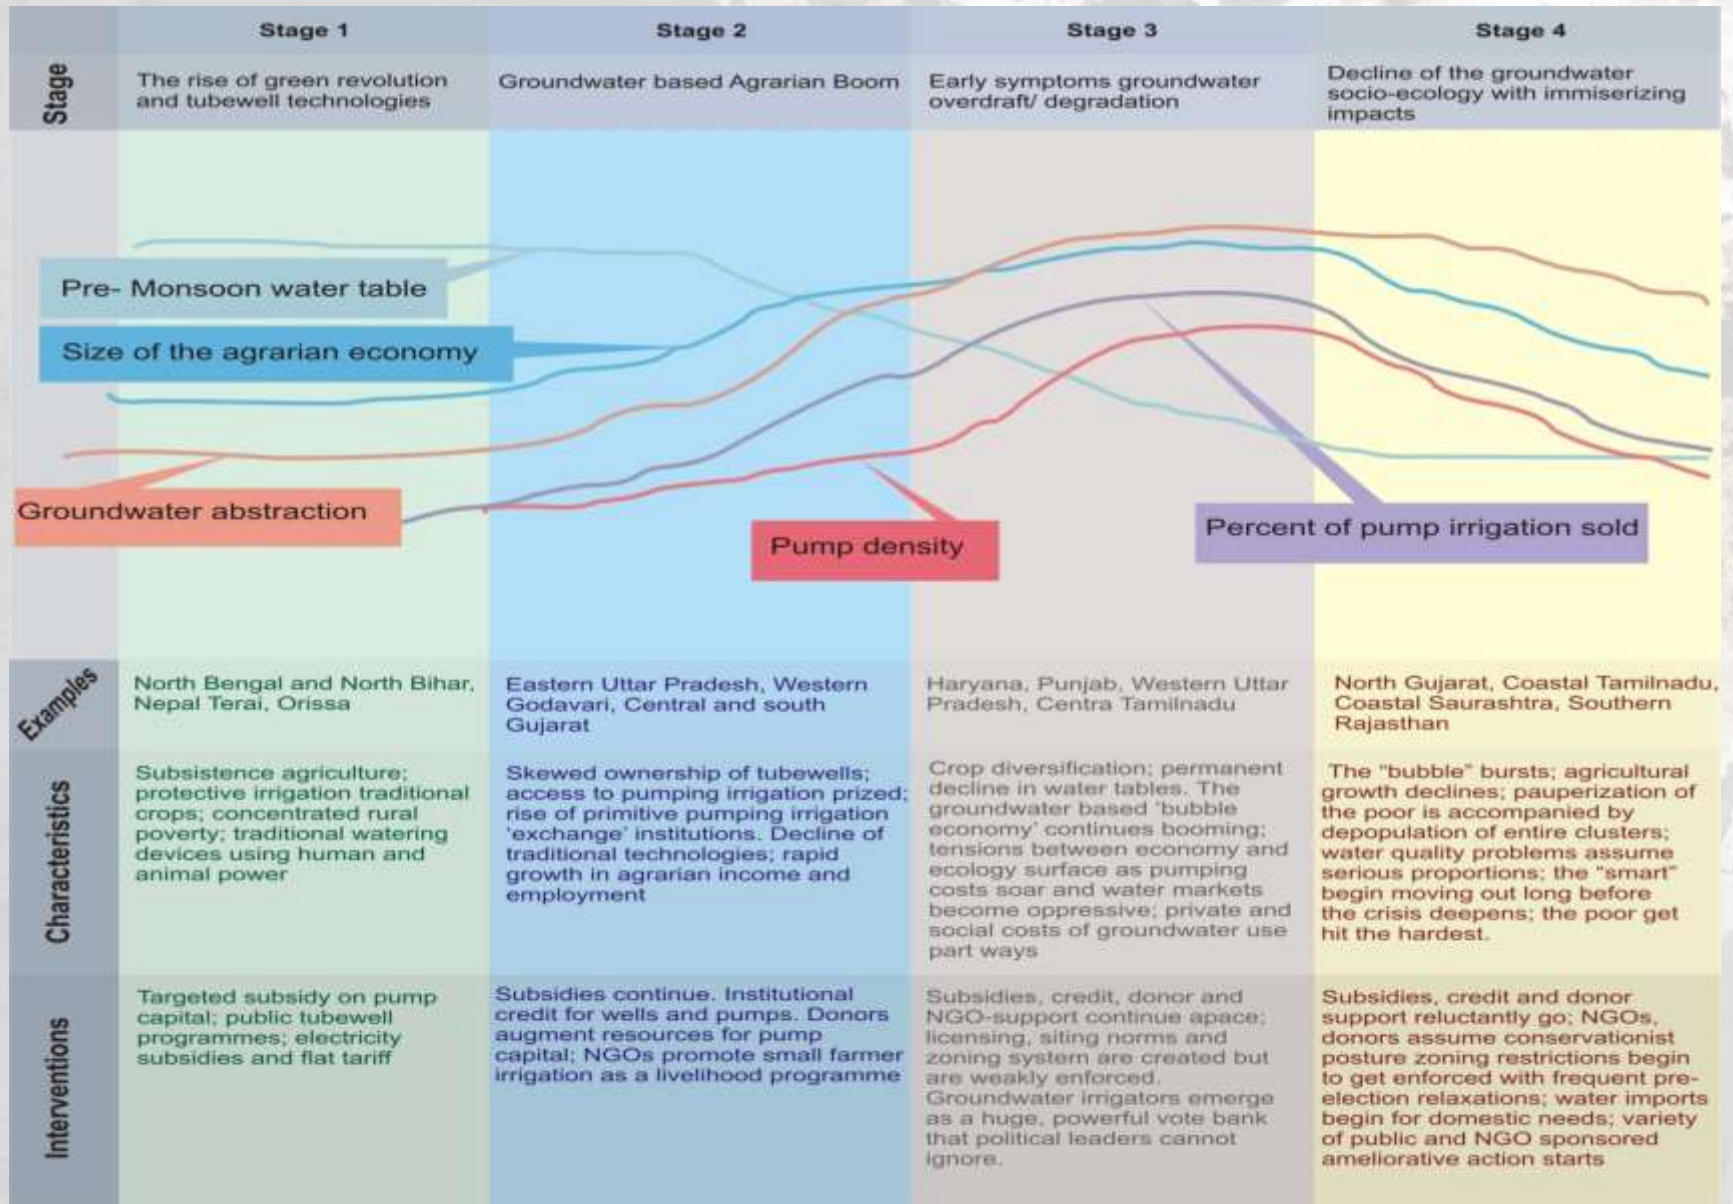 Stage 1
Stage 2
Stage 3
Stage 4
Stage
The rise of green revolution
and tubewell technologies
Groundwater based Agrarian Boom
Early symptoms groundwater
overdraft/ degradation
Decline of the groundwater
socio-ecology with immiserizing
impacts
Pre- Monsoon water table
Size of the agrarian economy
Groundwater abstraction
Pump density
Percent of pump irrigation sold
Examples
North Bengal and North Bihar,
Nepal Terai, Orissa
Eastern Uttar Pradesh, Western
Godavari, Central and south
Gujarat
Haryana, Punjab, Western Uttar
Pradesh, Centra Tamilnadu
North Gujarat, Coastal Tamilnadu,
Coastal Saurashtra, Southern
Rajasthan
Characteristics
Subsistence agriculture;
protective irrigation traditional
crops; concentrated rural
poverty; traditional watering
devices using human and
animal power
Skewed ownership of tubewells;
access to pumping irrigation prized;
rise of primitive pumping irrigation
‘exchange’ institutions. Decline of
traditional technologies; rapid
growth in agrarian income and
employment
Crop diversification; permanent
decline in water tables. The
groundwater based ‘bubble
economy’ continues booming;
tensions between economy and
ecology surface as pumping
costs soar and water markets
become oppressive; private and
social costs of groundwater use
part ways
The "bubble" bursts; agricultural
growth declines; pauperization of
the poor is accompanied by
depopulation of entire clusters;
water quality problems assume
serious proportions; the "smart"
begin moving out long before
the crisis deepens; the poor get
hit the hardest.
Interventions
Targeted subsidy on pump
capital; public tubewell
programmes; electricity
subsidies and flat tariff
Subsidies continue. Institutional
credit for wells and pumps. Donors
augment resources for pump
capital; NGOs promote small farmer
irrigation as a livelihood programme
Subsidies, credit, donor and
NGO-support continue apace;
licensing, siting norms and
zoning system are created but
are weakly enforced.
Groundwater irrigators emerge
as a huge, powerful vote bank
that political leaders cannot
ignore.
Subsidies, credit and donor
support reluctantly go; NGOs,
donors assume conservationist
posture zoning restrictions begin
to get enforced with frequent pre-
election relaxations; water imports
begin for domestic needs; variety
of public and NGO sponsored
ameliorative action starts